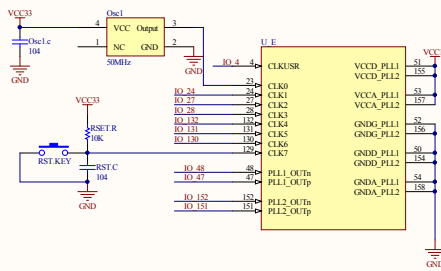 VCC33
Osc1
4 VCC Output 3
1 NC GND 2
50MHz
Osc1.c
104
GND
GND
VCC33
RSET.R
10K
RST.KEY
RST.C
104
GND
U_E
IO_4 4 CLKUSR
23 CLK0
IO_24 24 CLK1
IO_27 27 CLK2
IO_28 28 CLK3
IO_132 132 CLK4
IO_131 131 CLK5
IO_130 130 CLK6
129 CLK7
IO_48 48 PLL1_OUTn
IO_47 47 PLL1_OUTp
IO_152 152 PLL2_OUTn
IO_151 151 PLL2_OUTp
VCCD_PLL1 51
VCCD_PLL2 155
VCCA_PLL1 53
VCCA_PLL2 157
GNDG_PLL1 52
GNDG_PLL2 156
GNDD_PLL1 50
GNDD_PLL2 154
GNDA_PLL1 54
GNDA_PLL2 158
GND